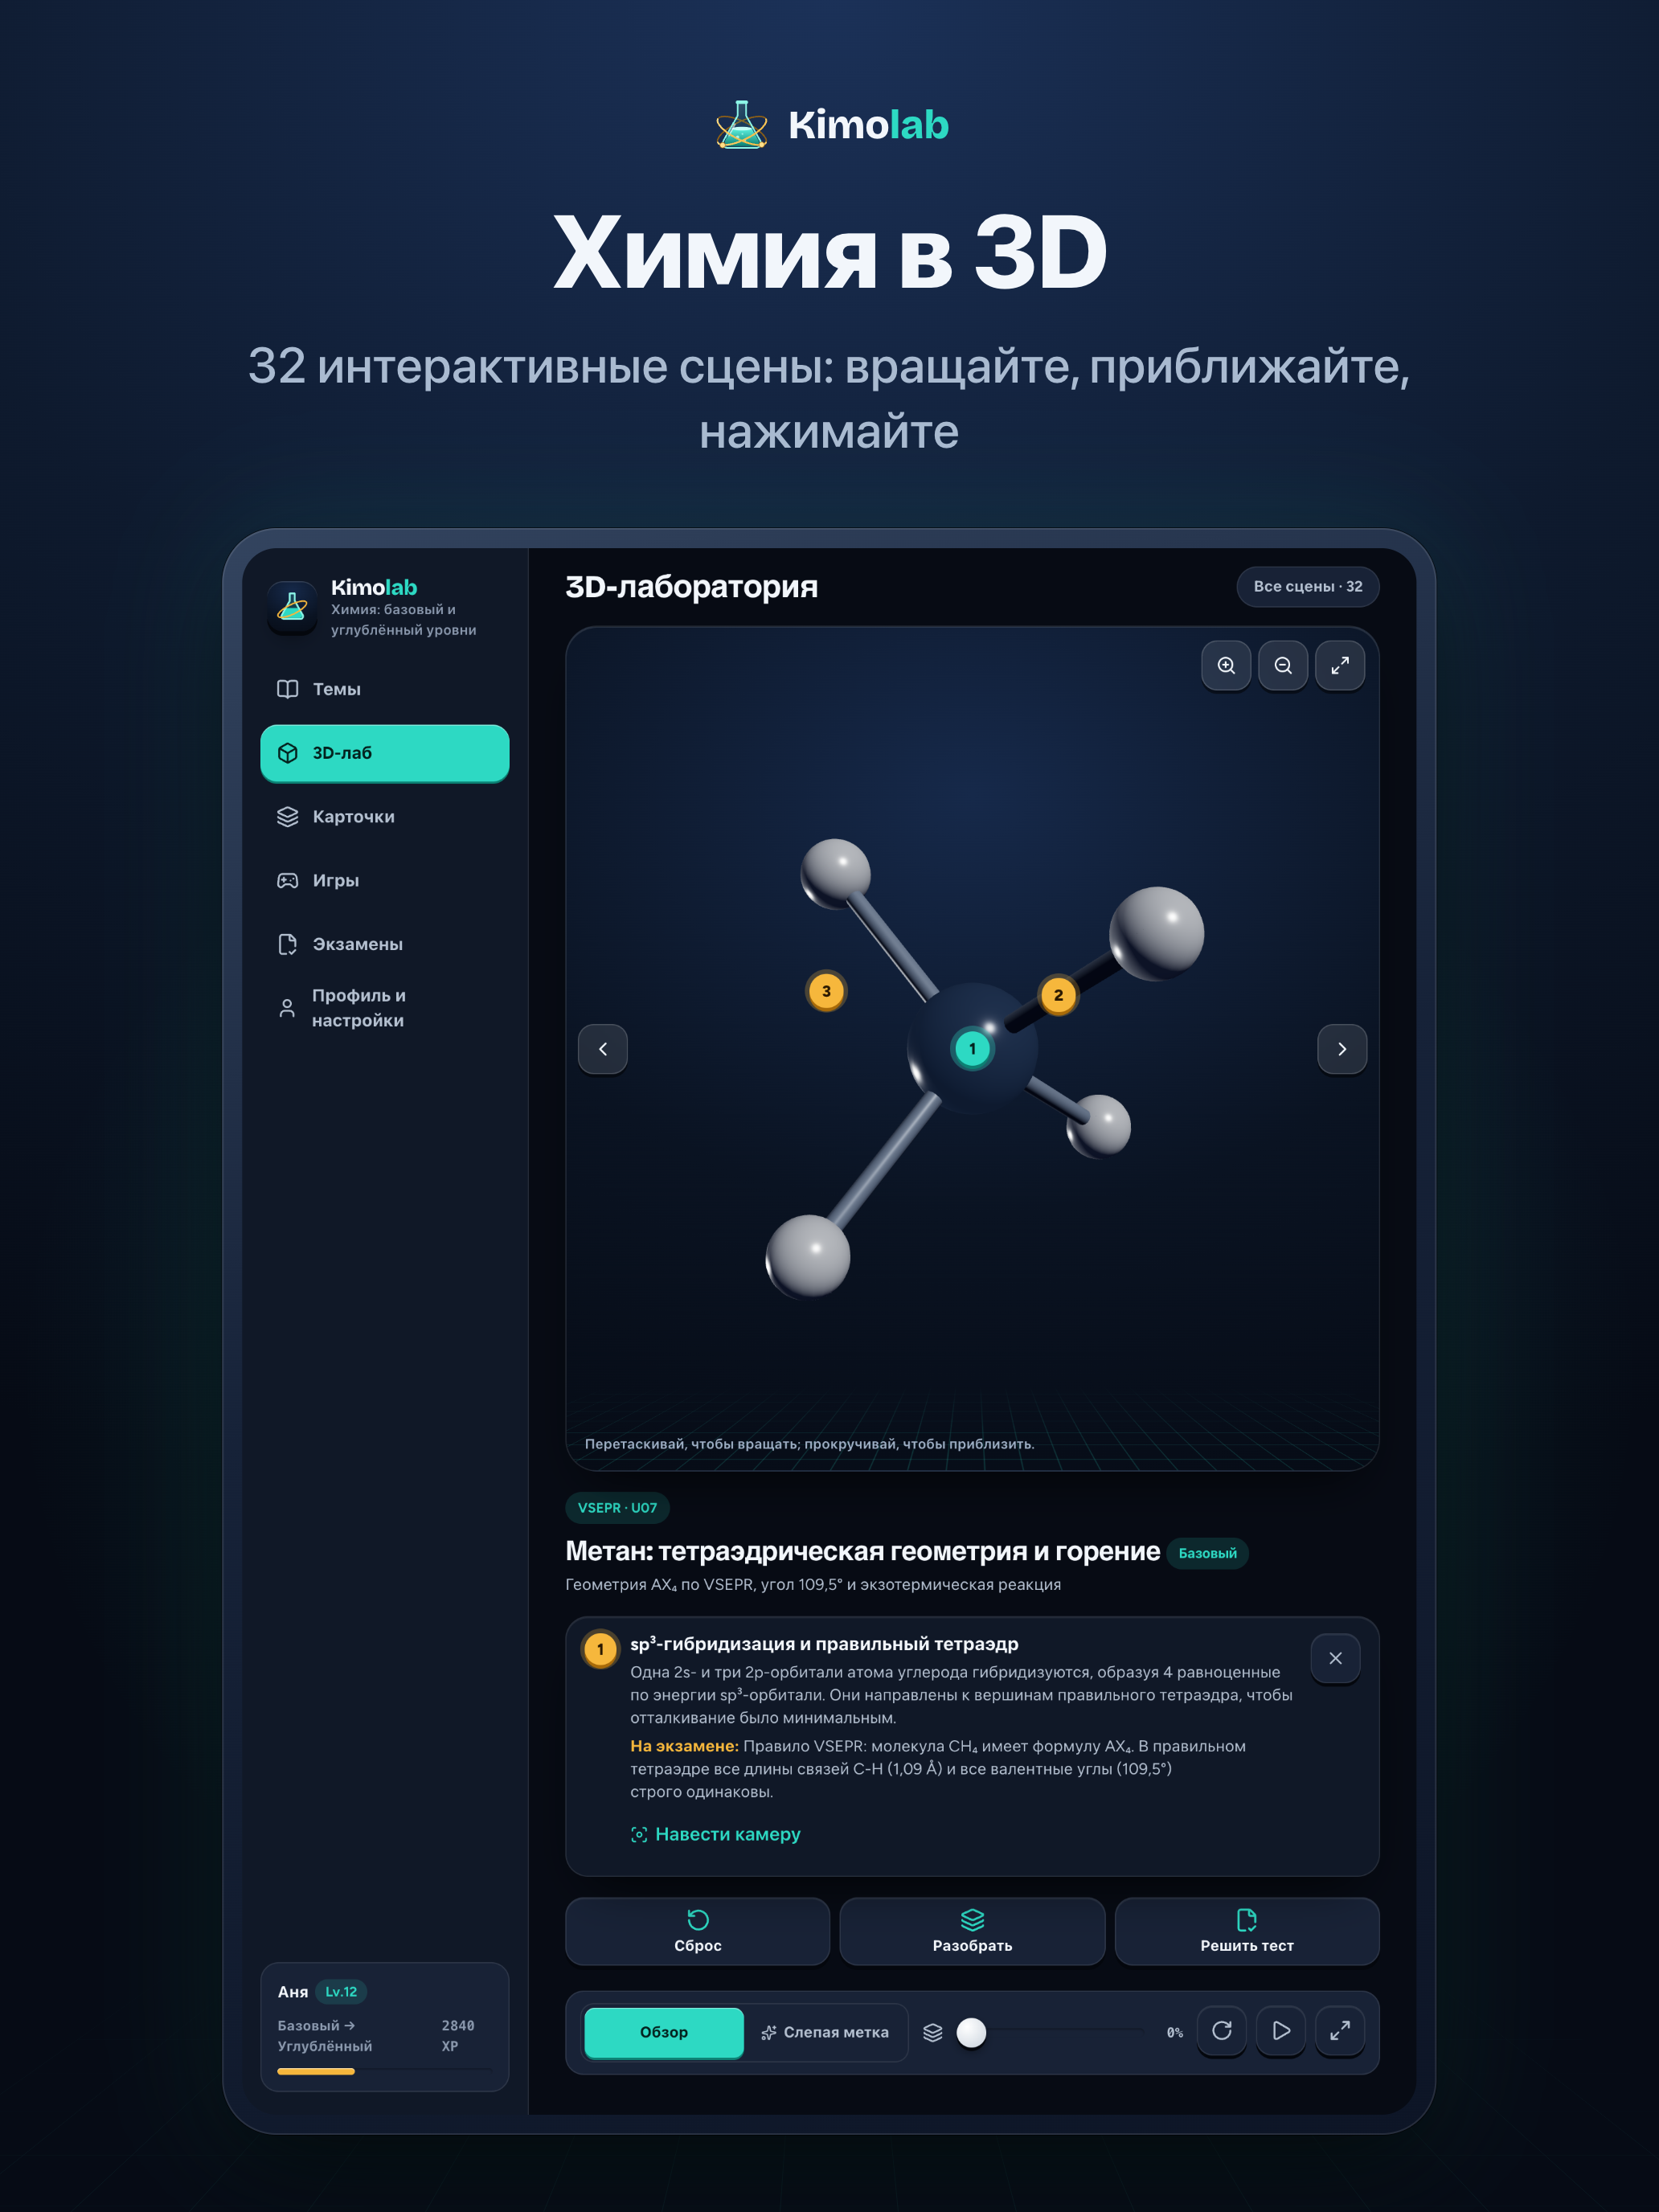 Kimolab
Химия в 3D
32 интерактивные сцены: вращайте, приближайте,
нажимайте
Kimolab
Химия: базовый и
углублённый уровни
Темы
3D-лаб
Карточки
Игры
Экзамены
Профиль и
настройки
Аня Lv.12
Базовый → 2840
Углублённый XP
3D-лаборатория
Все сцены · 32
3
2
1
Перетаскивай, чтобы вращать; прокручивай, чтобы приблизить.
VSEPR · U07
Метан: тетраэдрическая геометрия и горение Базовый
Геометрия AX₄ по VSEPR, угол 109,5° и экзотермическая реакция
1 sp³-гибридизация и правильный тетраэдр
Одна 2s- и три 2p-орбитали атома углерода гибридизуются, образуя 4 равноценные
по энергии sp³-орбитали. Они направлены к вершинам правильного тетраэдра, чтобы
отталкивание было минимальным.
На экзамене: Правило VSEPR: молекула CH₄ имеет формулу AX₄. В правильном
тетраэдре все длины связей C-H (1,09 Å) и все валентные углы (109,5°)
строго одинаковы.
Навести камеру
Сброс
Разобрать
Решить тест
Обзор
Слепая метка
0%